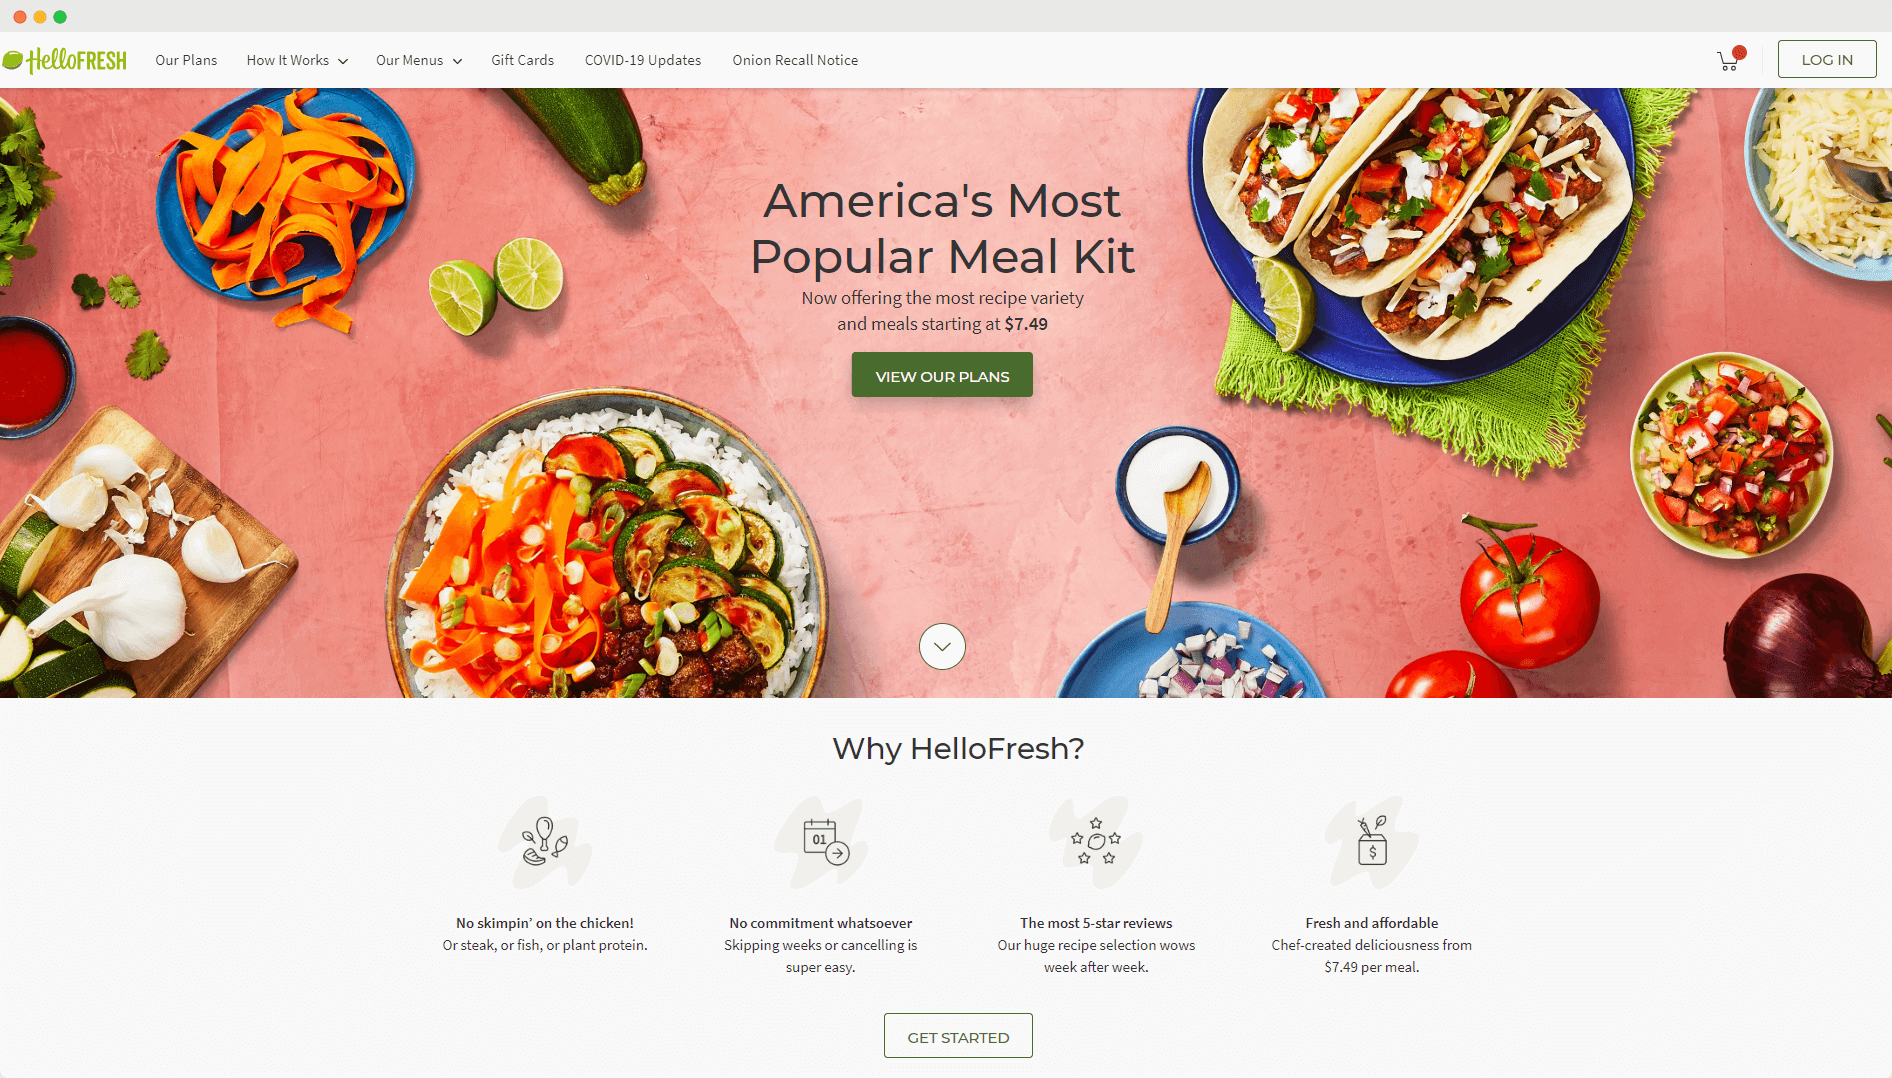 HelloFRESH
Our Plans
How It Works
Our Menus
Gift Cards
COVID-19 Updates
Onion Recall Notice
LOG IN
America's Most
Popular Meal Kit
Now offering the most recipe variety
and meals starting at $7.49
VIEW OUR PLANS
Why HelloFresh?
01
$
No skimpin’ on the chicken!
Or steak, or fish, or plant protein.
No commitment whatsoever
Skipping weeks or cancelling is
super easy.
The most 5-star reviews
Our huge recipe selection wows
week after week.
Fresh and affordable
Chef-created deliciousness from
$7.49 per meal.
GET STARTED